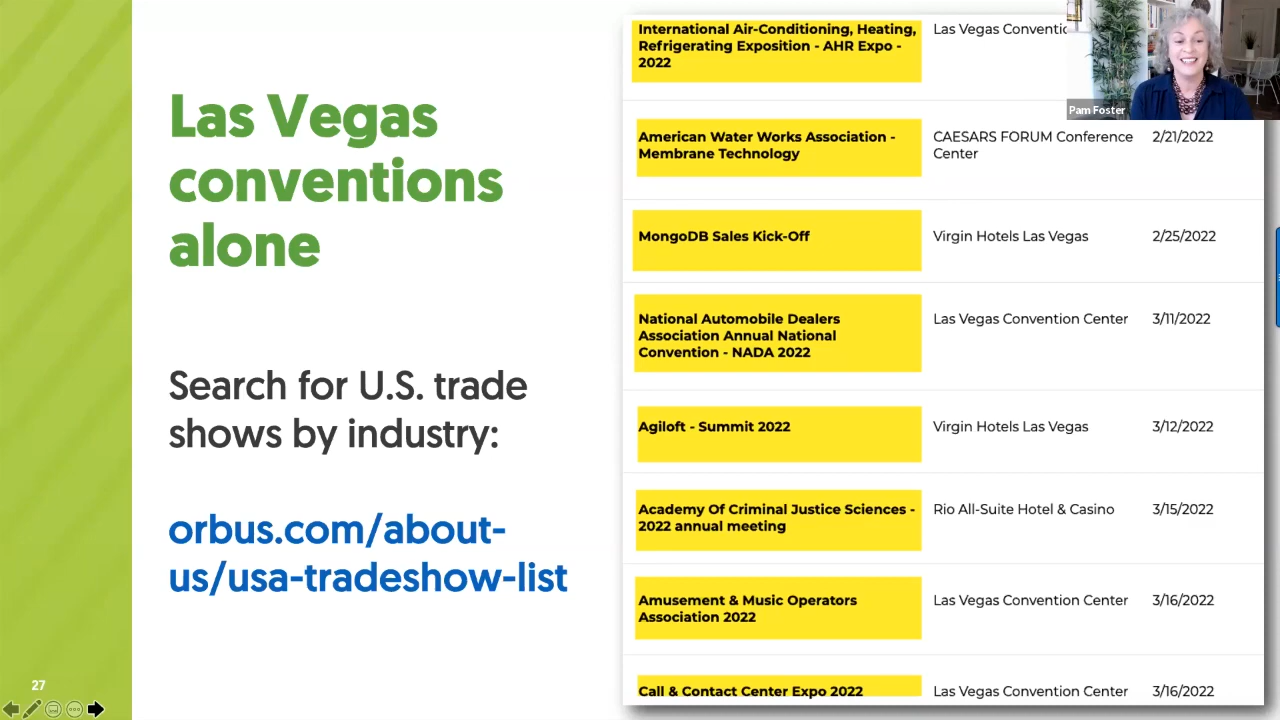 Las Vegas
conventions
alone
Search for U.S. trade
shows by industry:
orbus.com/about-
us/usa-tradeshow-list
27
International Air-Conditioning, Heating,
Refrigerating Exposition - AHR Expo -
2022
Las Vegas Conventic
Pam Foster
American Water Works Association -
Membrane Technology
CAESARS FORUM Conference
Center
2/21/2022
MongoDB Sales Kick-Off
Virgin Hotels Las Vegas
2/25/2022
National Automobile Dealers
Association Annual National
Convention - NADA 2022
Las Vegas Convention Center
3/11/2022
Agiloft - Summit 2022
Virgin Hotels Las Vegas
3/12/2022
Academy Of Criminal Justice Sciences -
2022 annual meeting
Rio All-Suite Hotel & Casino
3/15/2022
Amusement & Music Operators
Association 2022
Las Vegas Convention Center
3/16/2022
Call & Contact Center Expo 2022
Las Vegas Convention Center
3/16/2022